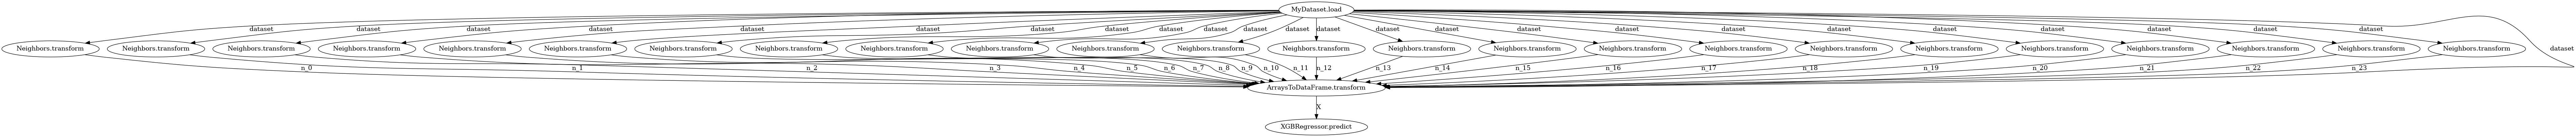 MyDataset.load
dataset dataset dataset dataset dataset dataset dataset dataset dataset dataset dataset dataset dataset dataset dataset dataset dataset dataset dataset dataset dataset dataset dataset dataset
Neighbors.transform Neighbors.transform Neighbors.transform Neighbors.transform Neighbors.transform Neighbors.transform Neighbors.transform Neighbors.transform Neighbors.transform Neighbors.transform Neighbors.transform Neighbors.transform Neighbors.transform Neighbors.transform Neighbors.transform Neighbors.transform Neighbors.transform Neighbors.transform Neighbors.transform Neighbors.transform Neighbors.transform Neighbors.transform Neighbors.transform Neighbors.transform dataset
n_0 n_1 n_2 n_3 n_4 n_5 n_6 n_7 n_8 n_9 n_10 n_11 n_12 n_13 n_14 n_15 n_16 n_17 n_18 n_19 n_20 n_21 n_22 n_23
ArraysToDataFrame.transform
X
XGBRegressor.predict